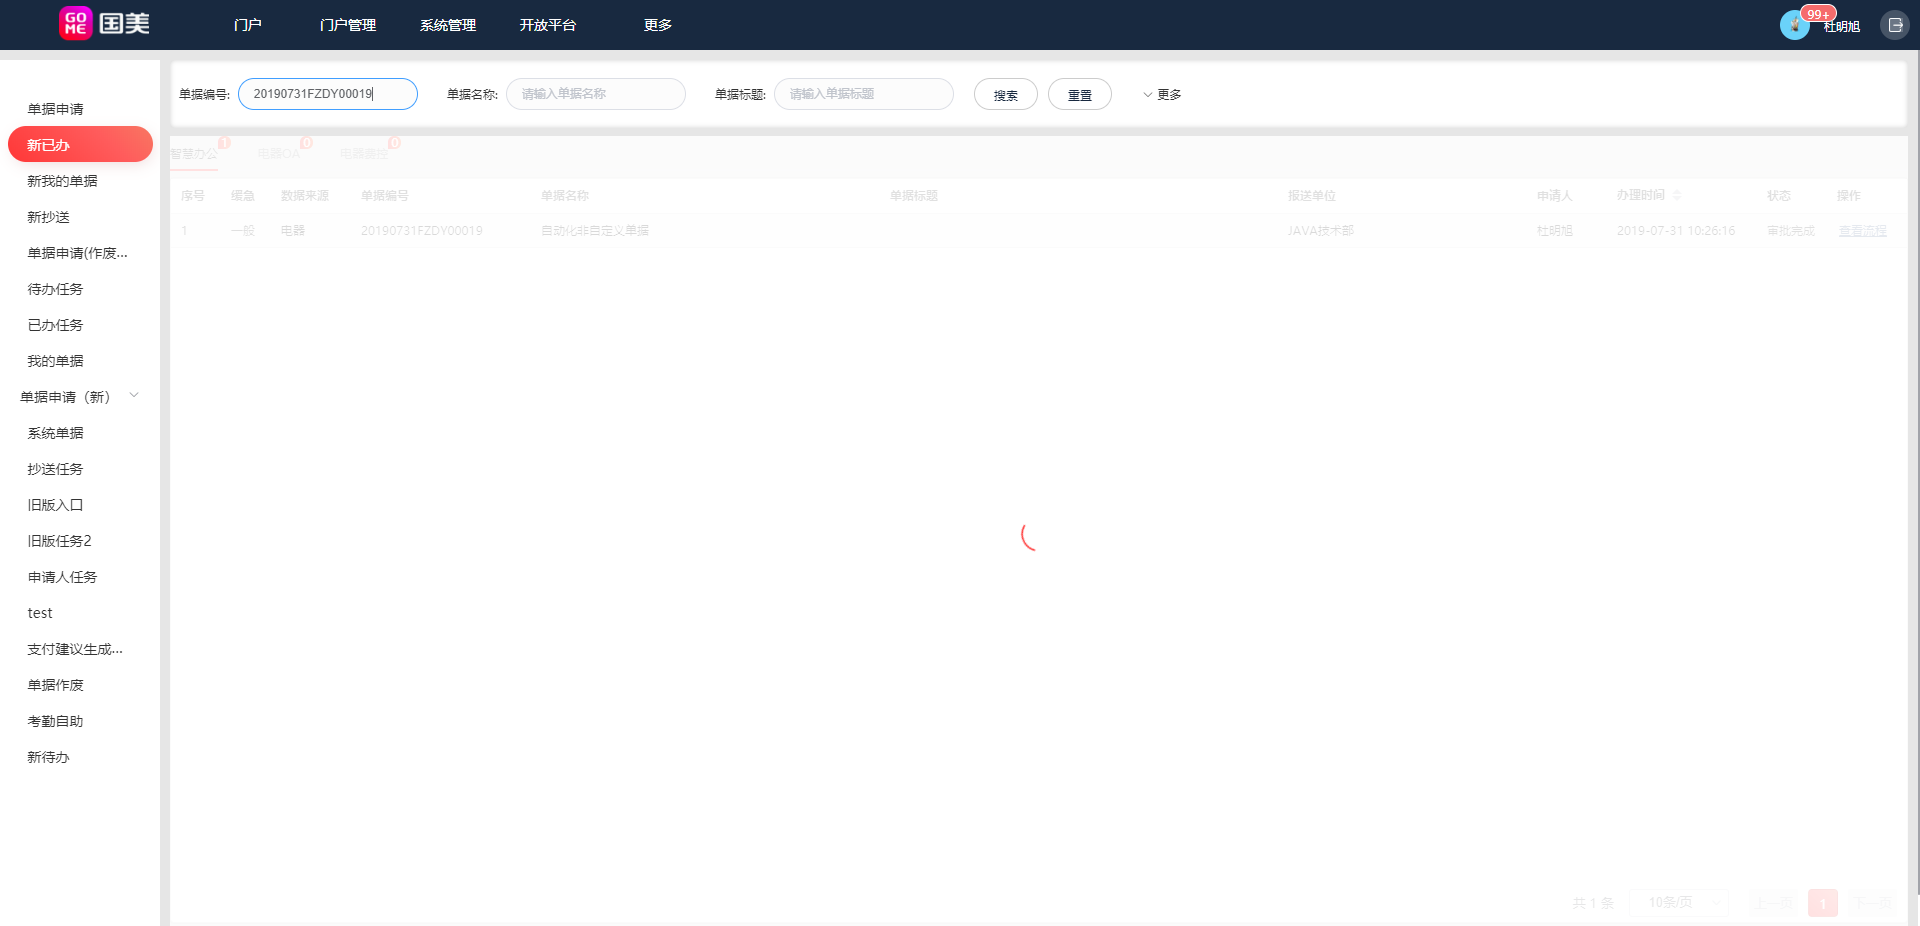 GOME 国美 门户 门户管理 系统管理 开放平台 更多 99+ 杜明旭
单据编号: 20190731FZDY00019 单据名称: 请输入单据名称 单据标题: 请输入单据标题 搜索 重置 更多
单据申请
新已办
新我的单据
新抄送
单据申请(作废...
待办任务
已办任务
我的单据
单据申请（新）
系统单据
抄送任务
旧版入口
旧版任务2
申请人任务
test
支付建议生成...
单据作废
考勤自助
新待办
智慧办公 1 电器OA 0 0
序号 缓急 数据来源 单据编号 单据名称 单据标题 报送单位 申请人 办理时间 状态 操作
1 一般 电器 20190731FZDY00019 自动化非自定义单据 JAVA技术部 杜明旭 2019-07-31 10:26:16 审批完成 查看流程
共 1 条 10条/页 上一页 1 下一页